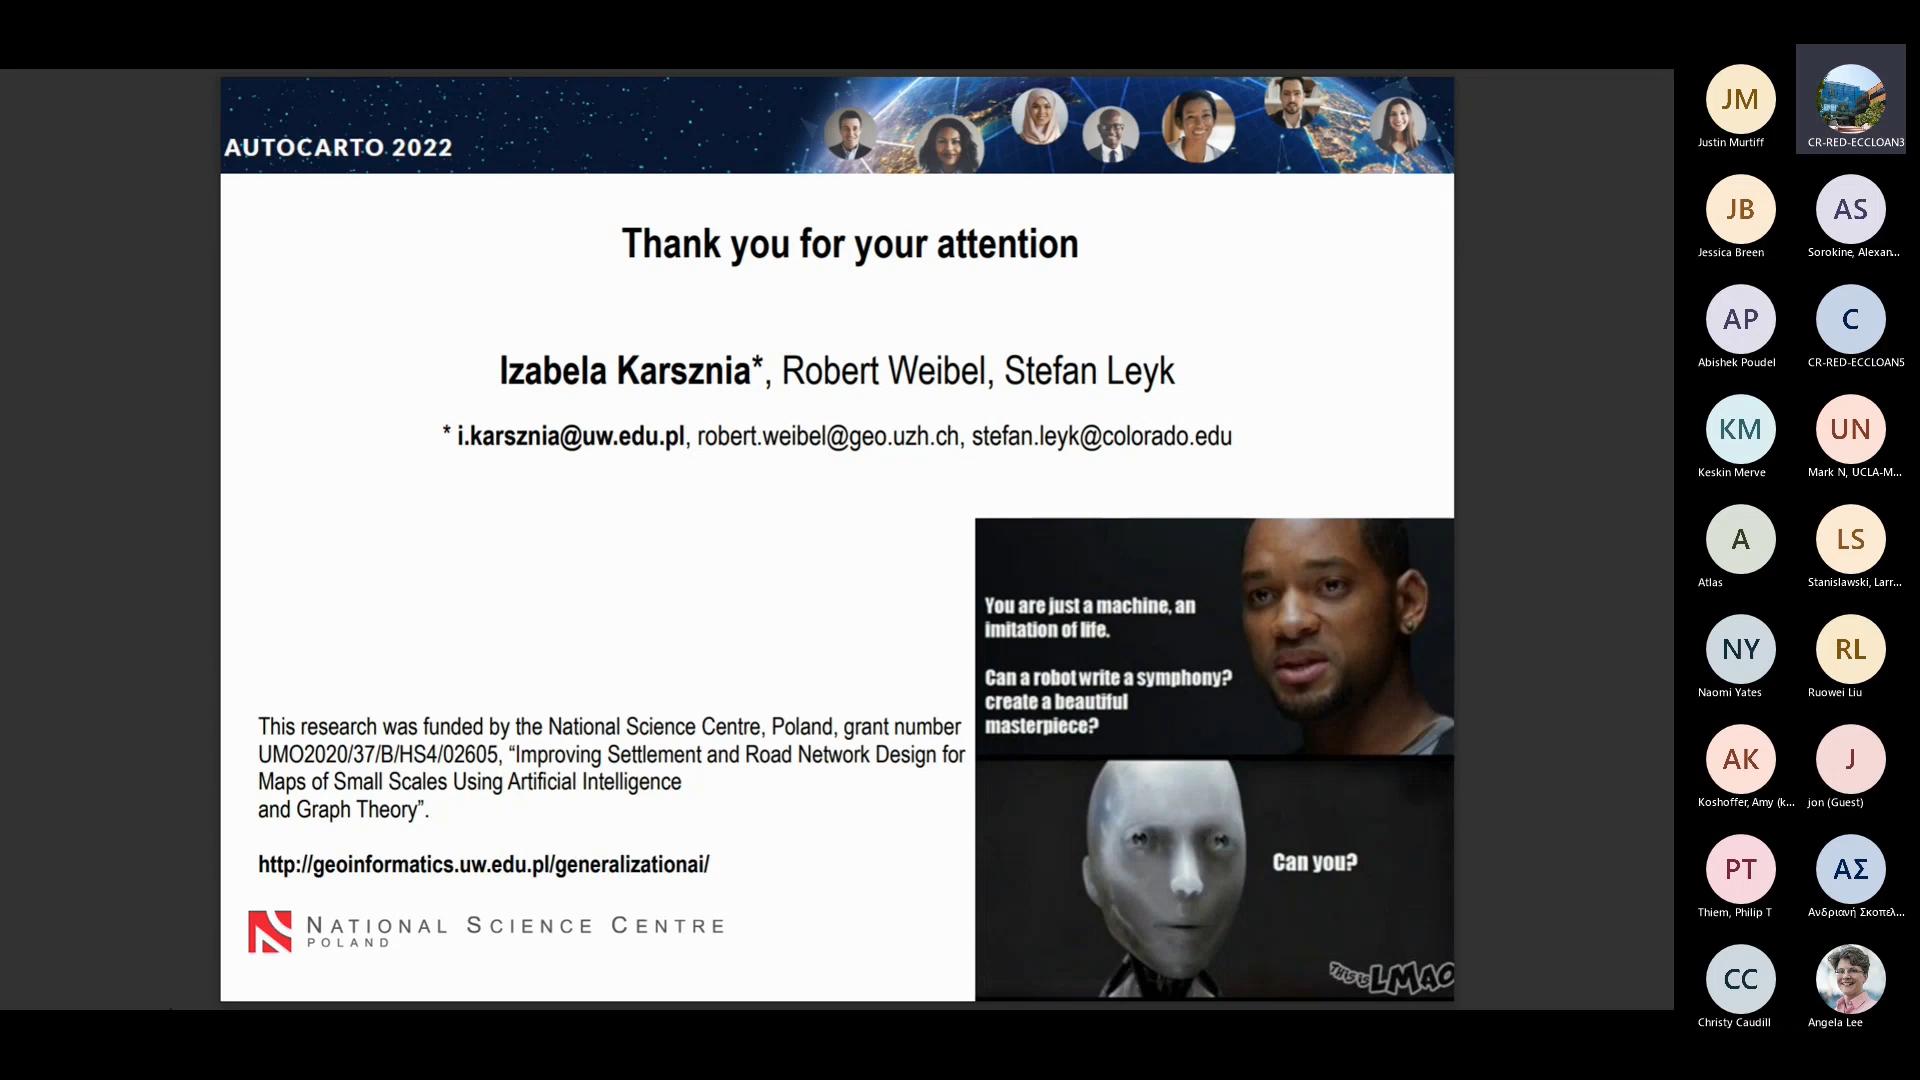 AUTOCARTO 2022
Thank you for your attention
Izabela Karsznia*, Robert Weibel, Stefan Leyk
* i.karsznia@uw.edu.pl, robert.weibel@geo.uzh.ch, stefan.leyk@colorado.edu
You are just a machine, an
imitation of life.
Can a robot write a symphony?
create a beautiful
masterpiece?
Can you?
THIS IS LMAO
This research was funded by the National Science Centre, Poland, grant number
UMO2020/37/B/HS4/02605, “Improving Settlement and Road Network Design for
Maps of Small Scales Using Artificial Intelligence
and Graph Theory”.
http://geoinformatics.uw.edu.pl/generalizationai/
NATIONAL SCIENCE CENTRE
POLAND
JM
Justin Murtiff
CR-RED-ECCLOAN3
JB
Jessica Breen
AS
Sorokine, Alexan...
AP
Abishek Poudel
C
CR-RED-ECCLOAN5
KM
Keskin Merve
UN
Mark N, UCLA-M...
A
Atlas
LS
Stanislawski, Larr...
NY
Naomi Yates
RL
Ruowei Liu
AK
Koshoffer, Amy (k...
J
jon (Guest)
PT
Thiem, Philip T
ΑΣ
Ανδριανή Σκοπελ...
CC
Christy Caudill
Angela Lee